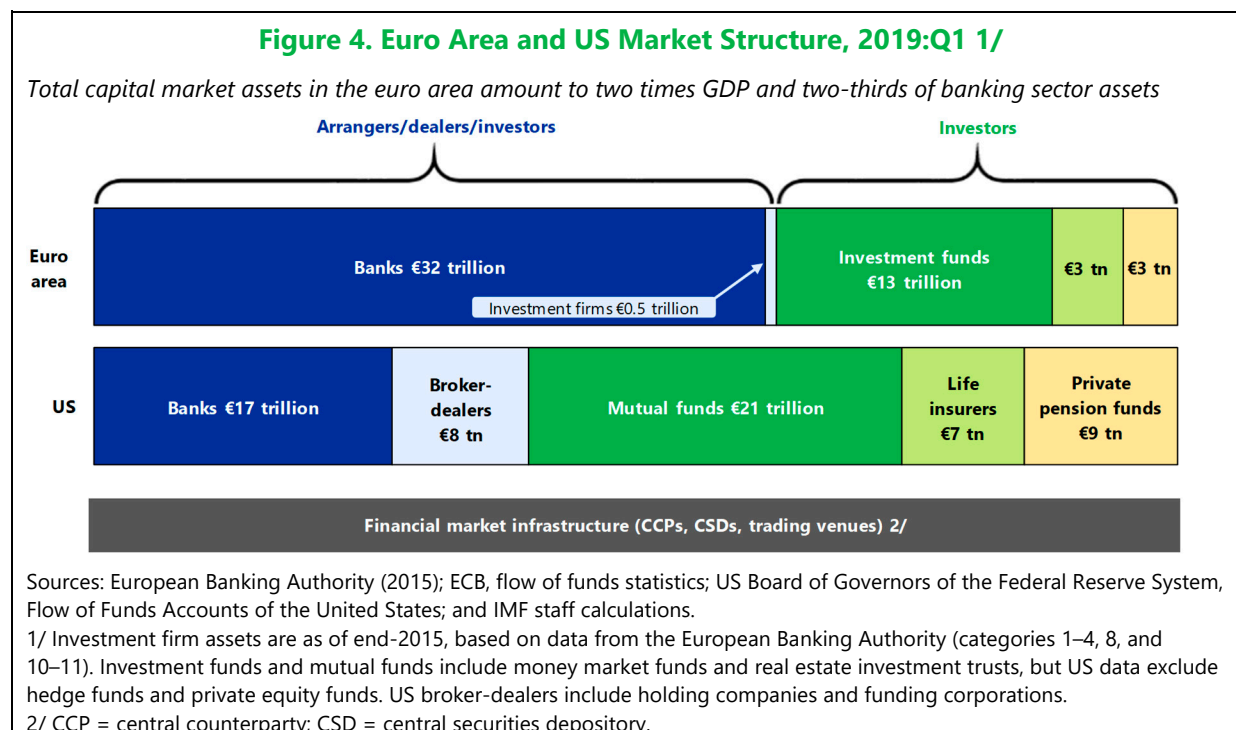 Figure 4. Euro Area and US Market Structure, 2019:Q1 1/
Total capital market assets in the euro area amount to two times GDP and two-thirds of banking sector assets
Arrangers/dealers/investors
Investors
Euro
area
Banks €32 trillion
Investment firms €0.5 trillion
Investment funds
€13 trillion
€3 tn
€3 tn
US
Banks €17 trillion
Broker-
dealers
€8 tn
Mutual funds €21 trillion
Life
insurers
€7 tn
Private
pension funds
€9 tn
Financial market infrastructure (CCPs, CSDs, trading venues) 2/
Sources: European Banking Authority (2015); ECB, flow of funds statistics; US Board of Governors of the Federal Reserve System,
Flow of Funds Accounts of the United States; and IMF staff calculations.
1/ Investment firm assets are as of end-2015, based on data from the European Banking Authority (categories 1–4, 8, and
10–11). Investment funds and mutual funds include money market funds and real estate investment trusts, but US data exclude
hedge funds and private equity funds. US broker-dealers include holding companies and funding corporations.
2/ CCP = central counterparty; CSD = central securities depository.